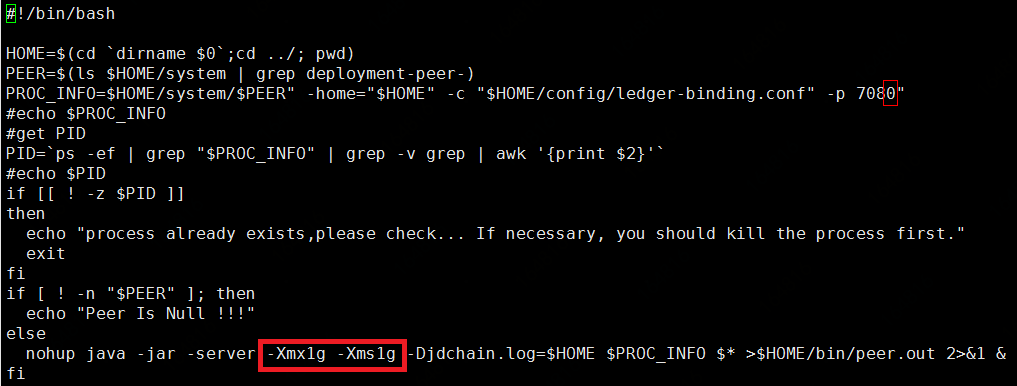 #!/bin/bash

HOME=$(cd `dirname $0`;cd ../; pwd)
PEER=$(ls $HOME/system | grep deployment-peer-)
PROC_INFO=$HOME/system/$PEER" -home="$HOME" -c "$HOME/config/ledger-binding.conf" -p 7080"
#echo $PROC_INFO
#get PID
PID=`ps -ef | grep "$PROC_INFO" | grep -v grep | awk '{print $2}'`
#echo $PID
if [[ ! -z $PID ]]
then
  echo "process already exists,please check... If necessary, you should kill the process first."
  exit
fi
if [ ! -n "$PEER" ]; then
  echo "Peer Is Null !!!"
else
  nohup java -jar -server -Xmx1g -Xms1g -Djdchain.log=$HOME $PROC_INFO $* >$HOME/bin/peer.out 2>&1 &
fi